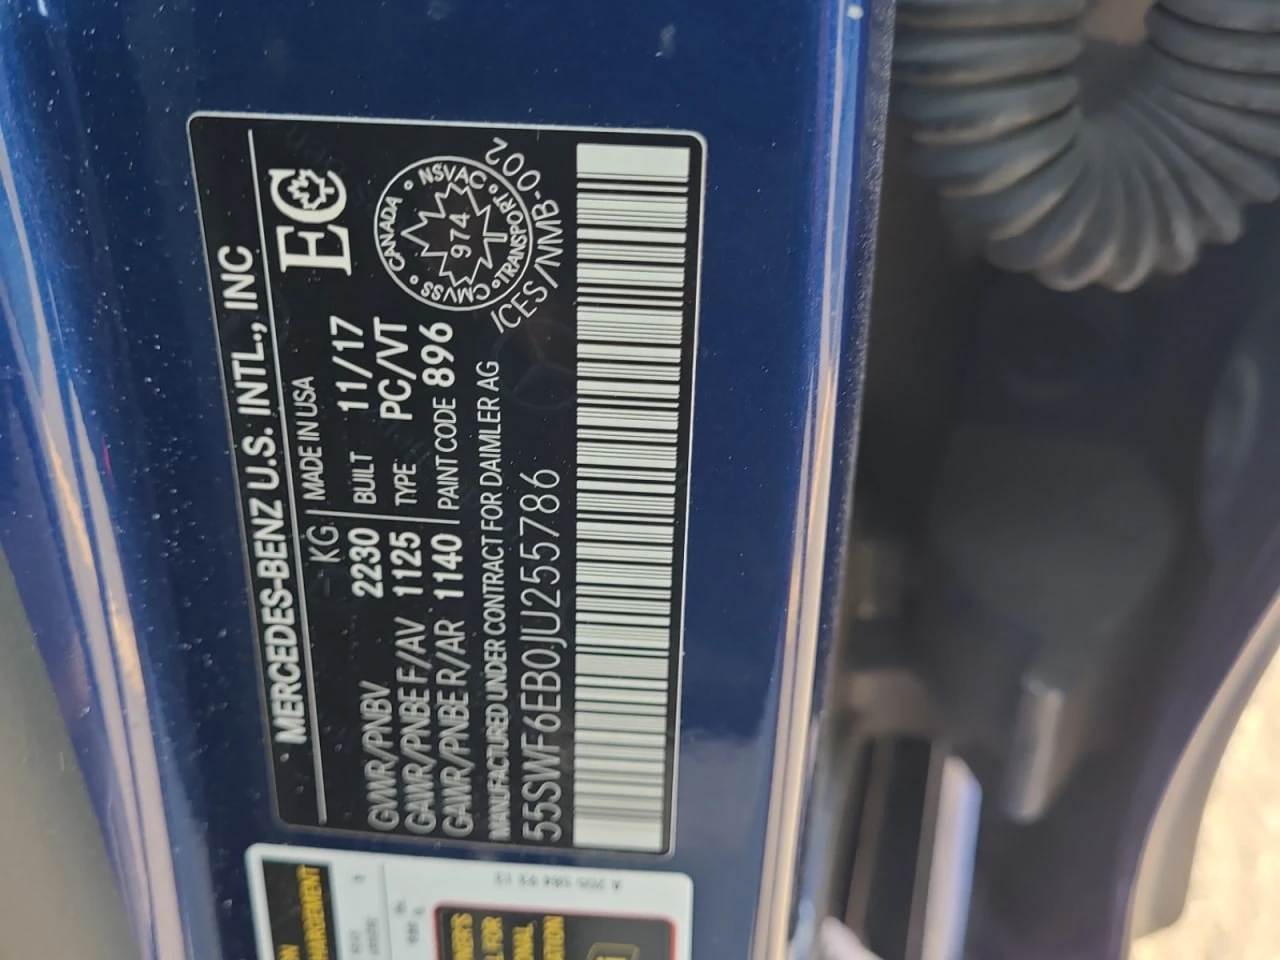 MERCEDES-BENZ U.S. INTL., INC
KG
GVWR/PNBV 2230
GAWR/PNBE F/AV 1125
GAWR/PNBE R/AR 1140
MADE IN USA
BUILT 11/17
TYPE PC/VT
PAINT CODE 896
MANUFACTURED UNDER CONTRACT FOR DAIMLER AG
55SWF6EB0JU255786
EC
CANADA • NSVAC • TRANSPORT • CMVSS
974
ICES/NMB-002